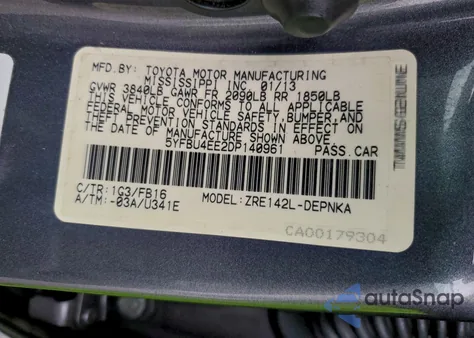 MFD.BY: TOYOTA MOTOR MANUFACTURING
MISSISSIPPI, INC. 01/13
GVWR 3840LB GAWR FR 2090LB RR 1850LB
THIS VEHICLE CONFORMS TO ALL APPLICABLE
FEDERAL MOTOR VEHICLE SAFETY,BUMPER,AND
THEFT PREVENTION STANDARDS IN EFFECT ON
THE DATE OF MANUFACTURE SHOWN ABOVE.
5YFBU4EE2DP140961 PASS.CAR
C/TR:1G3/FB16
A/TM:-03A/U341E
MODEL:ZRE142L-DEPNKA
CA00179304
autoSnap